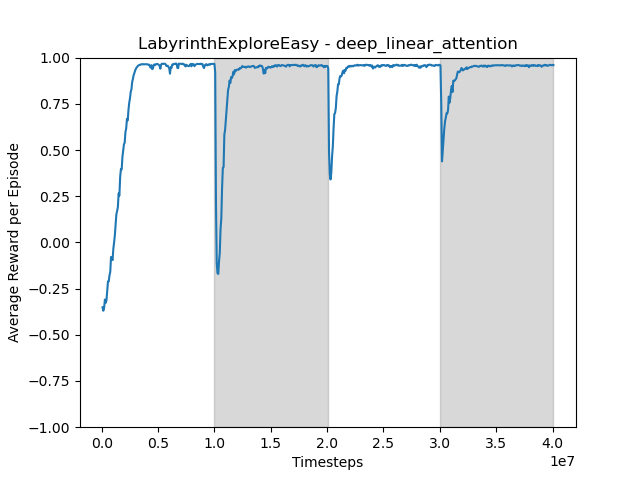 LabyrinthExploreEasy - deep_linear_attention
Average Reward per Episode
1.00
0.75
0.50
0.25
0.00
−0.25
−0.50
−0.75
−1.00
0.0 0.5 1.0 1.5 2.0 2.5 3.0 3.5 4.0
1e7
Timesteps